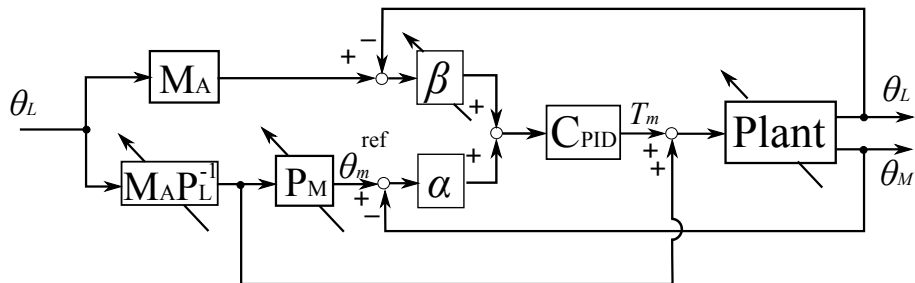 θL
MA
− +
β
+
CPID
Tm
+ +
Plant
θL
θM
MAPL-1
PM
θm ref
+ −
α
+